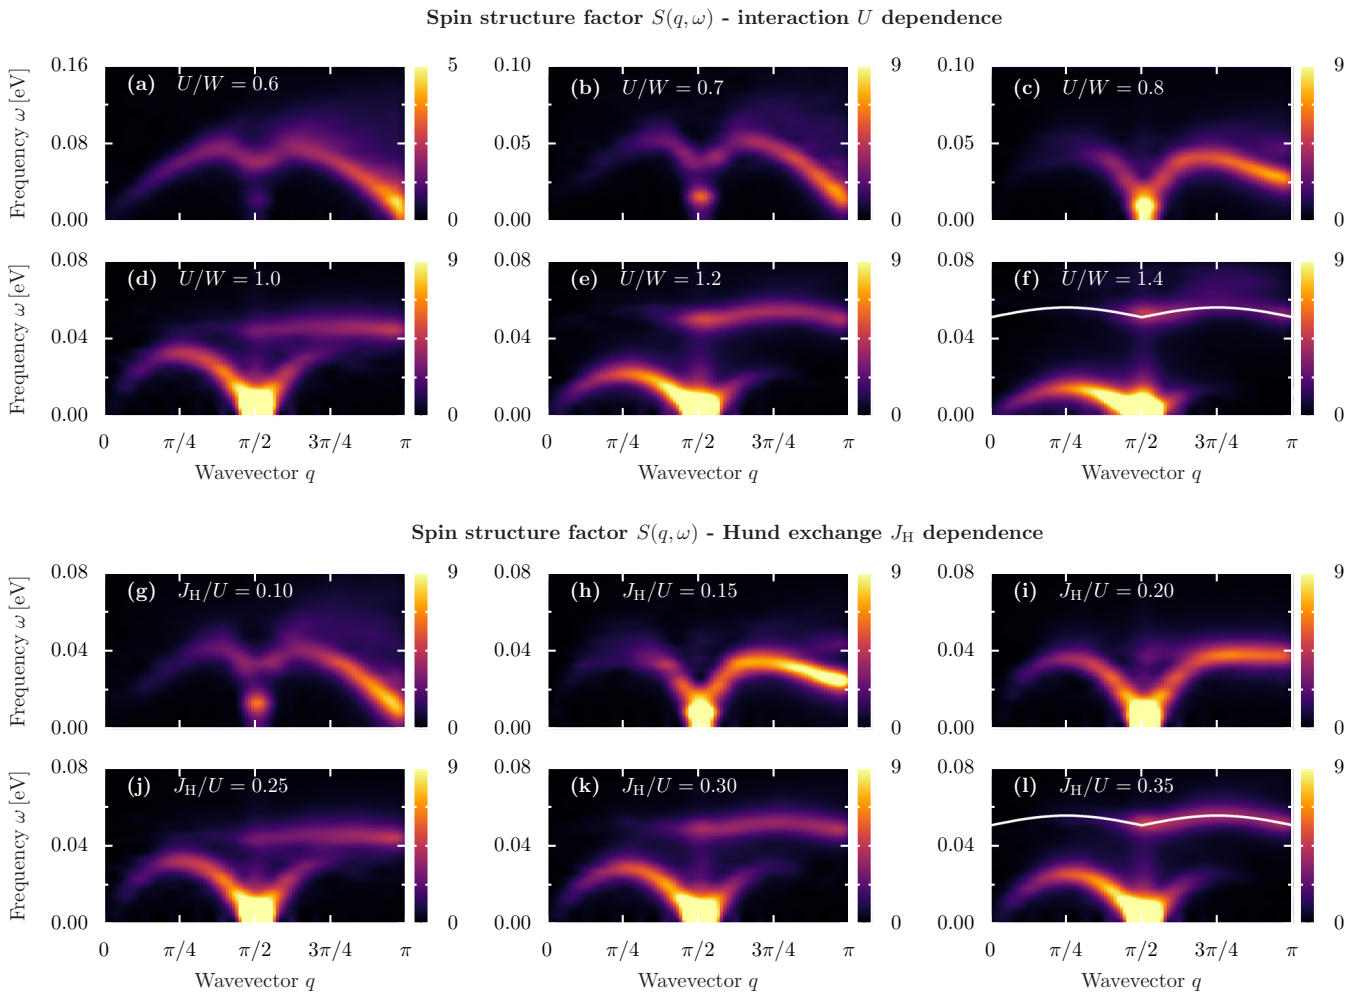 Spin structure factor S(q, ω) - interaction U dependence
Frequency ω [eV]
0.16
0.08
0.00
(a) U/W = 0.6
5
0
0.10
0.05
0.00
(b) U/W = 0.7
9
0
0.10
0.05
0.00
(c) U/W = 0.8
9
0
Frequency ω [eV]
0.08
0.04
0.00
(d) U/W = 1.0
9
0
0.08
0.04
0.00
(e) U/W = 1.2
9
0
0.08
0.04
0.00
(f) U/W = 1.4
9
0
0 π/4 π/2 3π/4 π
Wavevector q
0 π/4 π/2 3π/4 π
Wavevector q
0 π/4 π/2 3π/4 π
Wavevector q
Spin structure factor S(q, ω) - Hund exchange J_H dependence
Frequency ω [eV]
0.08
0.04
0.00
(g) J_H/U = 0.10
9
0
0.08
0.04
0.00
(h) J_H/U = 0.15
9
0
0.08
0.04
0.00
(i) J_H/U = 0.20
9
0
Frequency ω [eV]
0.08
0.04
0.00
(j) J_H/U = 0.25
9
0
0.08
0.04
0.00
(k) J_H/U = 0.30
9
0
0.08
0.04
0.00
(l) J_H/U = 0.35
9
0
0 π/4 π/2 3π/4 π
Wavevector q
0 π/4 π/2 3π/4 π
Wavevector q
0 π/4 π/2 3π/4 π
Wavevector q